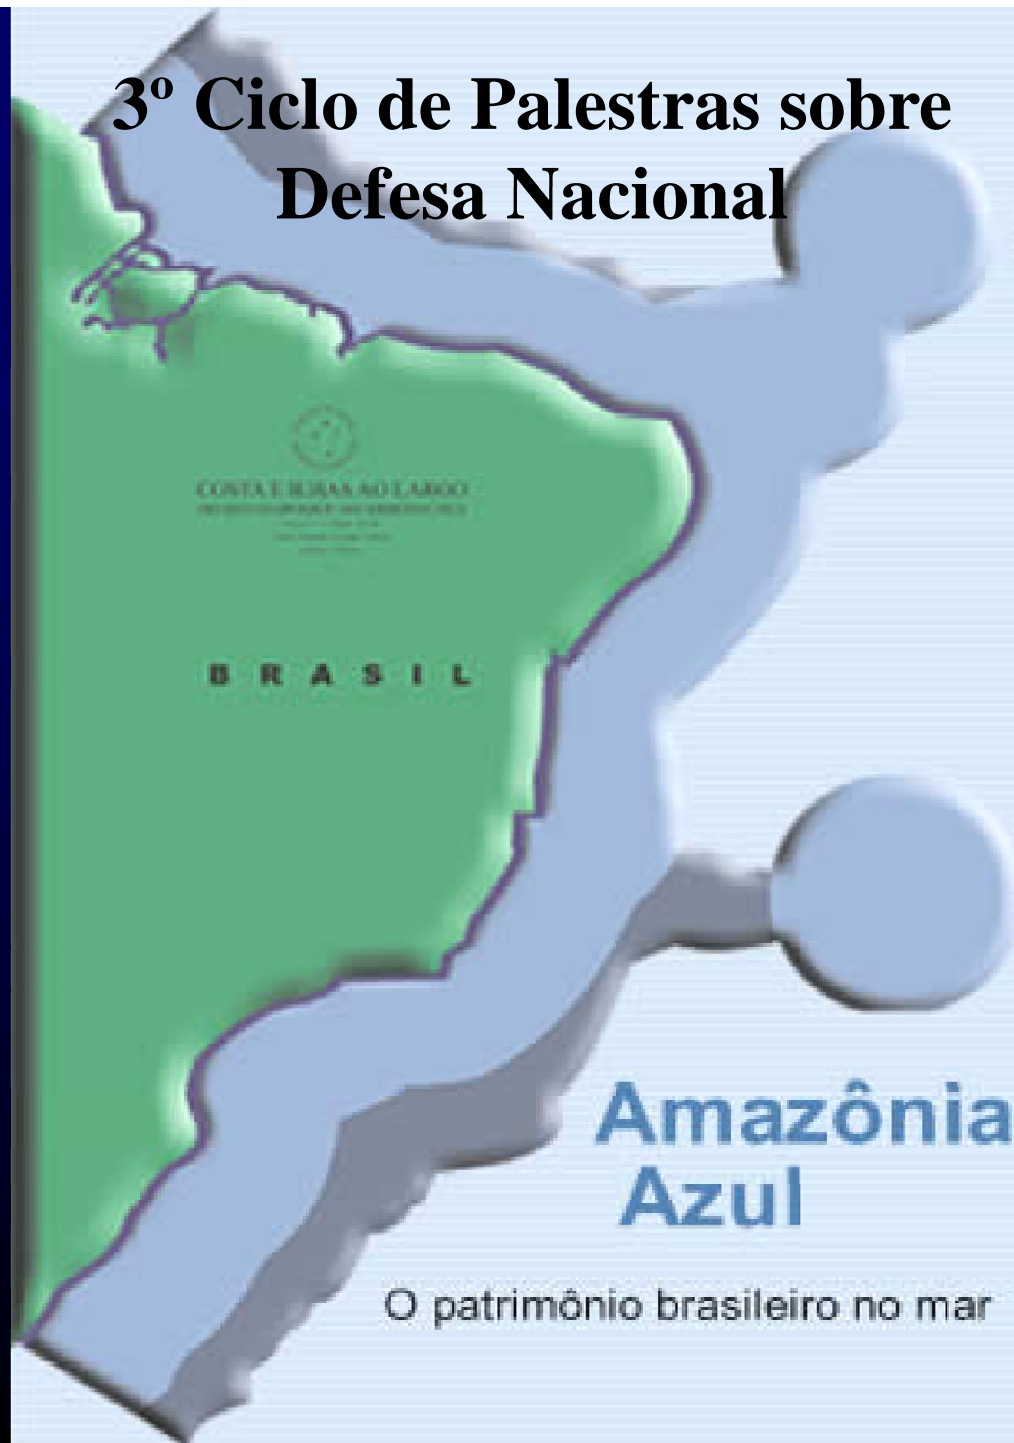 3º Ciclo de Palestras sobre
Defesa Nacional
COSTA E ILHAS AO LARGO
B R A S I L
Amazônia
Azul
O patrimônio brasileiro no mar